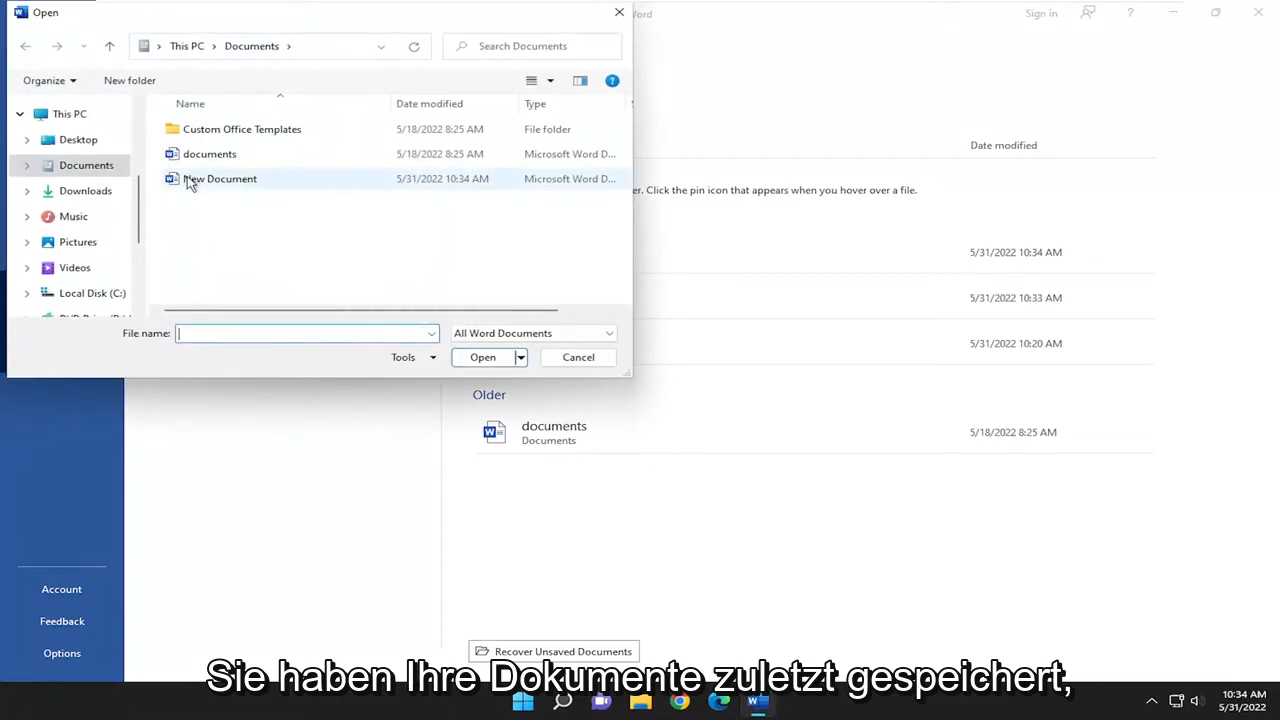 Open
Word
Sign in
?
This PC > Documents >
Search Documents
Organize
New folder
?
Name
Date modified
Type
This PC
Desktop
Documents
Downloads
Music
Pictures
Videos
Local Disk (C:)
Custom Office Templates 5/18/2022 8:25 AM File folder
documents 5/18/2022 8:25 AM Microsoft Word D...
New Document 5/31/2022 10:34 AM Microsoft Word D...
File name:
All Word Documents
Tools
Open
Cancel
Date modified
Click the pin icon that appears when you hover over a file.
5/31/2022 10:34 AM
5/31/2022 10:33 AM
5/31/2022 10:20 AM
Older
documents
Documents
5/18/2022 8:25 AM
Account
Feedback
Options
Recover Unsaved Documents
Sie haben Ihre Dokumente zuletzt gespeichert,
10:34 AM
5/31/2022